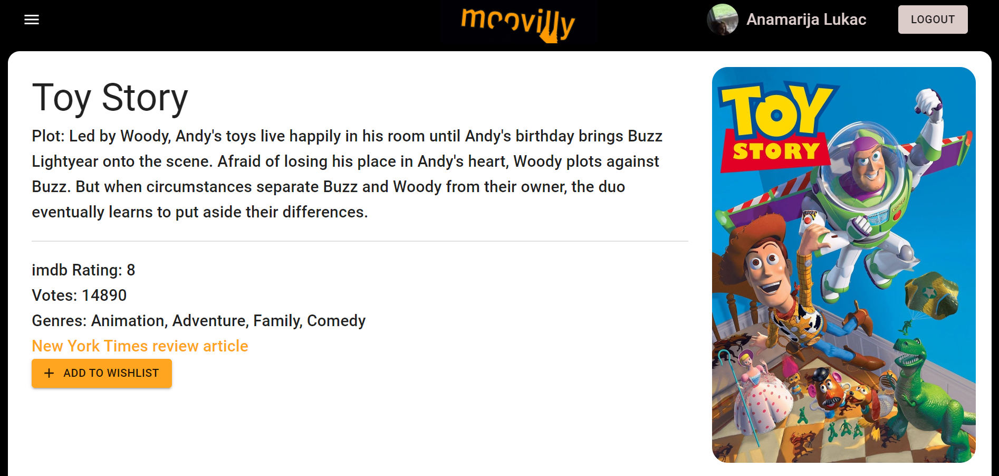 moovilly
Anamarija Lukac
LOGOUT
Toy Story
Plot: Led by Woody, Andy's toys live happily in his room until Andy's birthday brings Buzz
Lightyear onto the scene. Afraid of losing his place in Andy's heart, Woody plots against
Buzz. But when circumstances separate Buzz and Woody from their owner, the duo
eventually learns to put aside their differences.
imdb Rating: 8
Votes: 14890
Genres: Animation, Adventure, Family, Comedy
New York Times review article
+ ADD TO WISHLIST
TOY
STORY